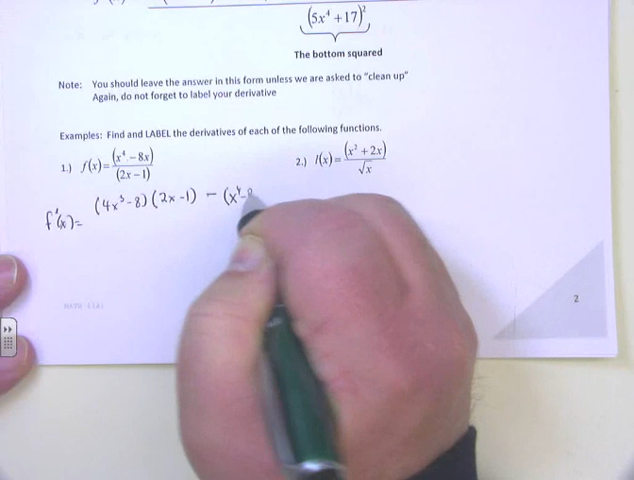 (5x⁴ +17)²
The bottom squared
Note: You should leave the answer in this form unless we are asked to "clean up"
Again, do not forget to label your derivative
Examples: Find and LABEL the derivatives of each of the following functions.
1.) f(x)=(x⁴ -8x)/(2x-1)
2.) l(x)=(x² +2x)/√x
f'(x)= (4x³-8)(2x-1) - (x⁴-8
2